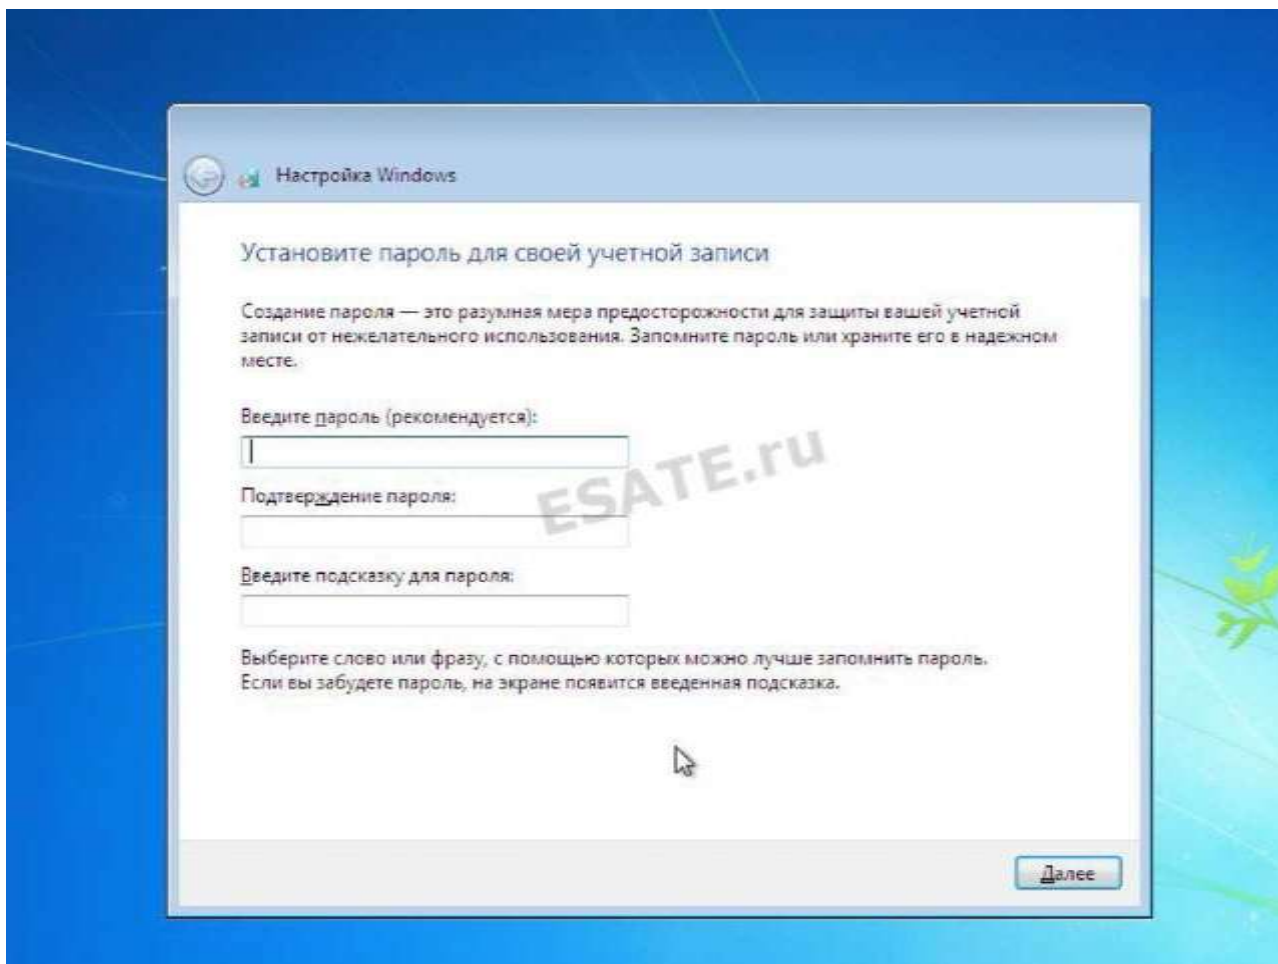 Настройка Windows
Установите пароль для своей учетной записи
Создание пароля — это разумная мера предосторожности для защиты вашей учетной
записи от нежелательного использования. Запомните пароль или храните его в надежном
месте.
Введите пароль (рекомендуется):
ESATE.ru
Подтверждение пароля:
Введите подсказку для пароля:
Выберите слово или фразу, с помощью которых можно лучше запомнить пароль.
Если вы забудете пароль, на экране появится введенная подсказка.
Далее